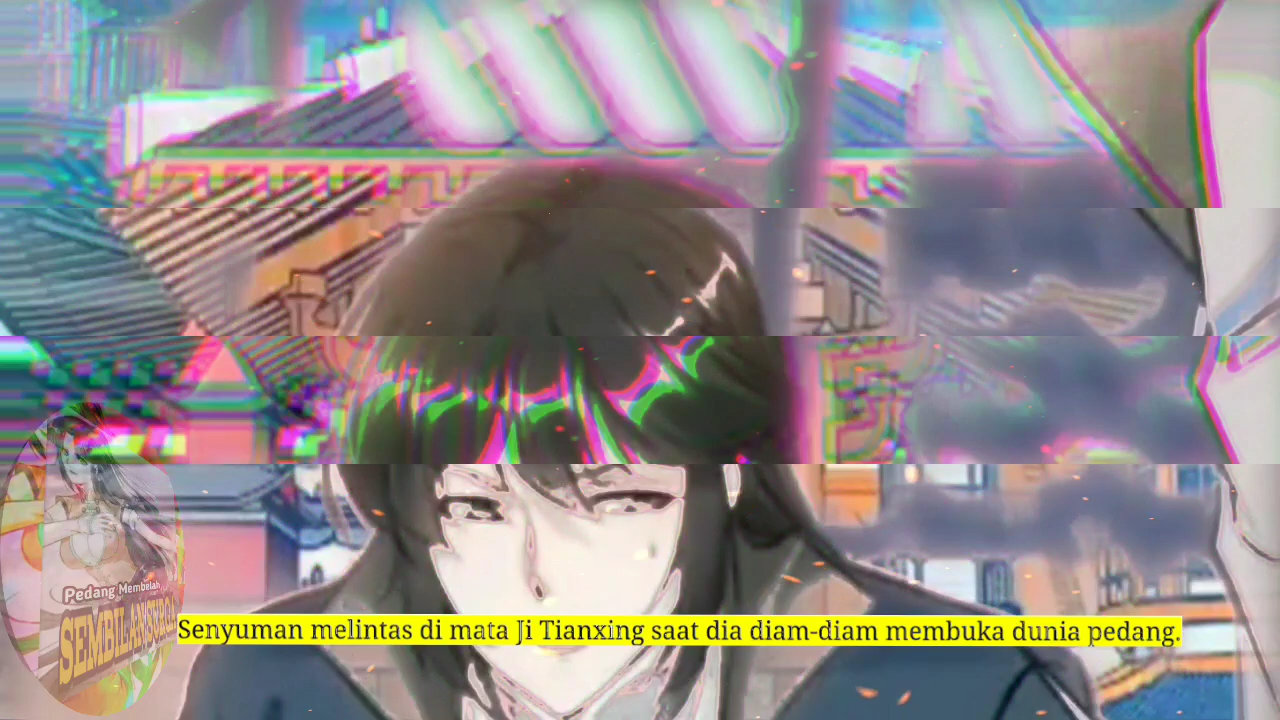 Pedang Membelah
SEMBILAN SURGA
Senyuman melintas di mata Ji Tianxing saat dia diam-diam membuka dunia pedang.